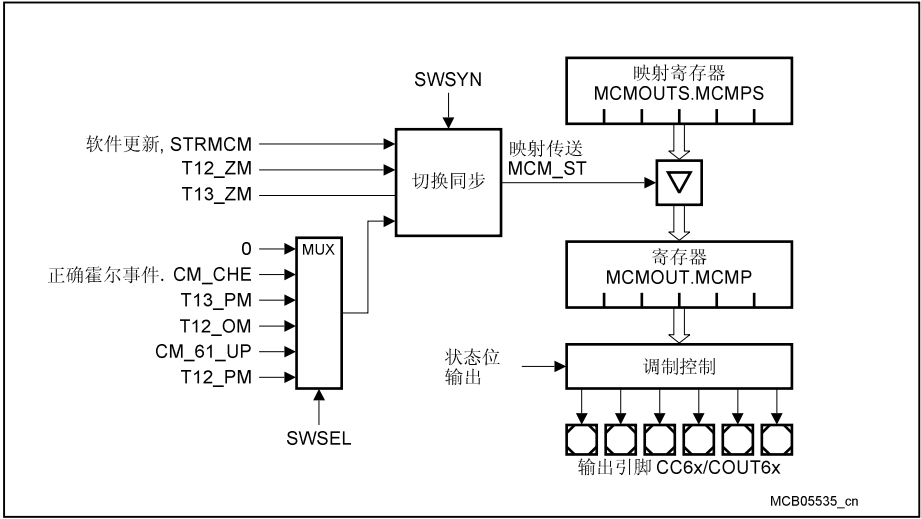 SWSYN
映射寄存器
MCMOUTS.MCMPS
软件更新, STRMCM
T12_ZM
T13_ZM
切换同步
映射传送
MCM_ST
0
MUX
正确霍尔事件. CM_CHE
T13_PM
T12_OM
CM_61_UP
T12_PM
SWSEL
寄存器
MCMOUT.MCMP
状态位
输出
调制控制
输出引脚 CC6x/COUT6x
MCB05535_cn